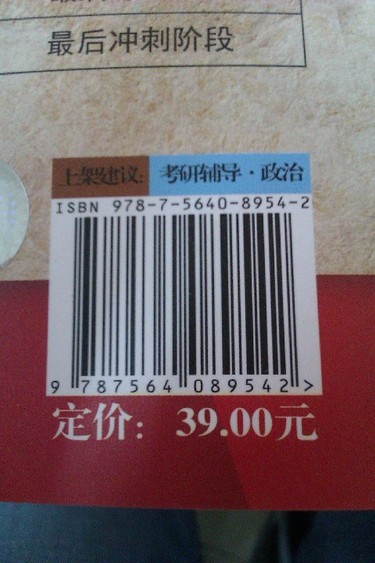 最后冲刺阶段
上架建议：考研辅导·政治
ISBN 978-7-5640-8954-2
9 787564 089542 >
定价：39.00元